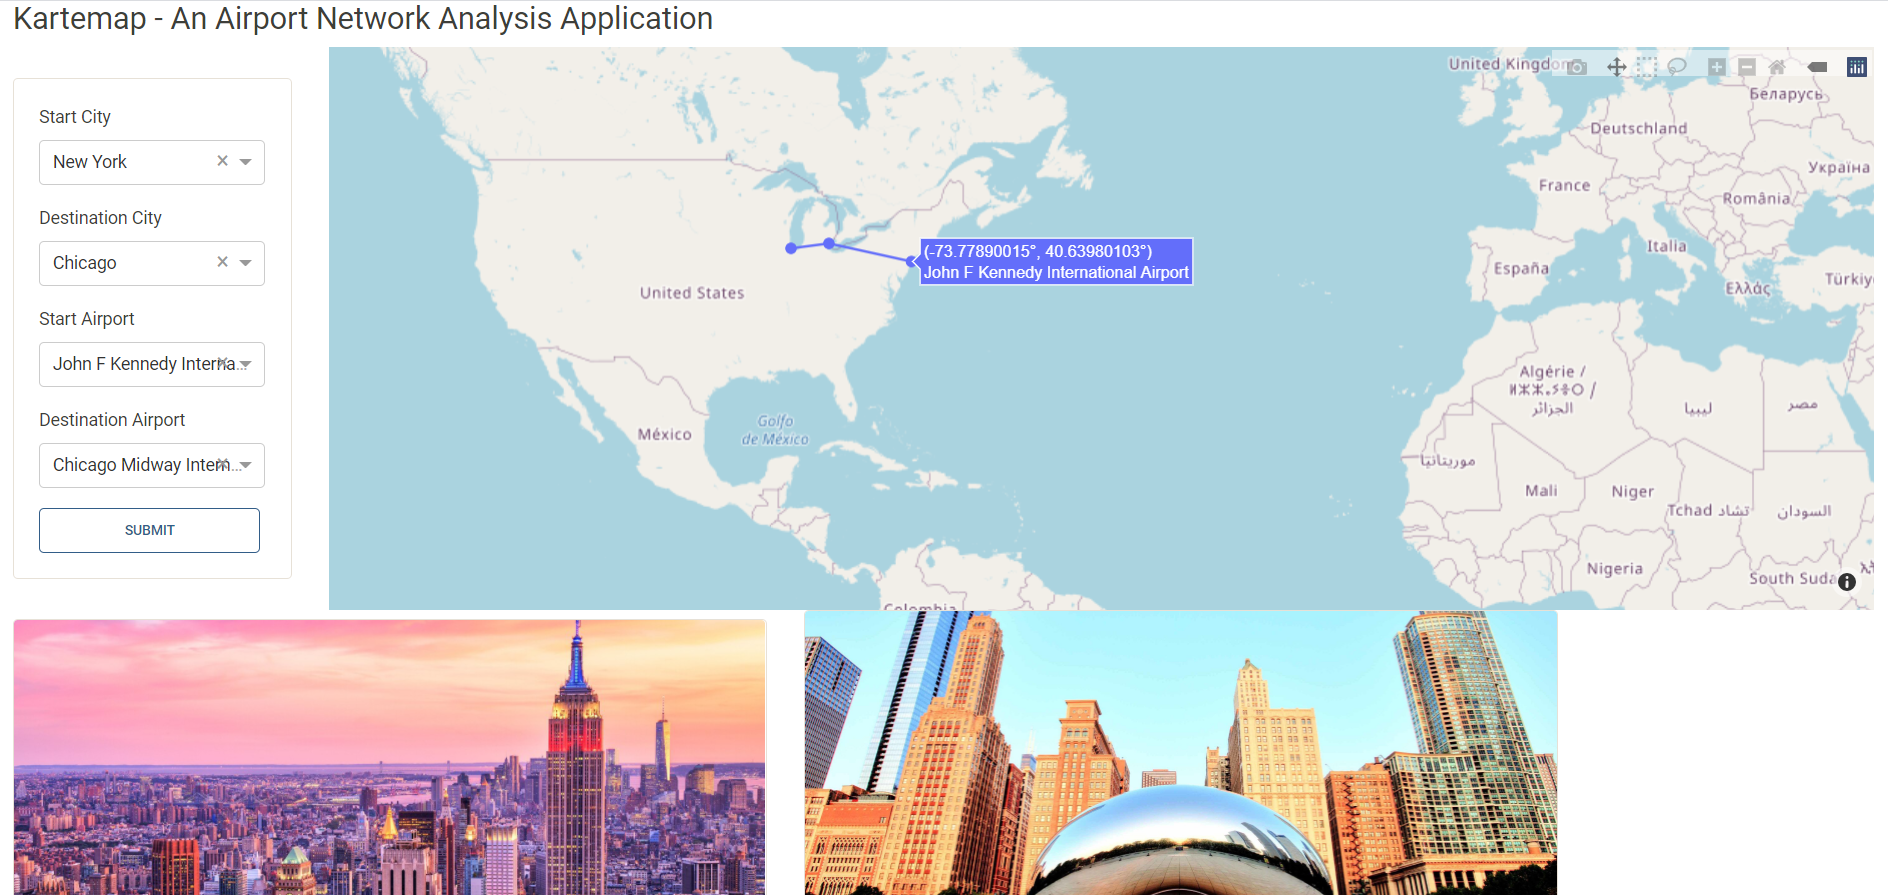 Kartemap - An Airport Network Analysis Application
Start City
New York
Destination City
Chicago
Start Airport
John F Kennedy Interna...
Destination Airport
Chicago Midway Intern...
SUBMIT
United Kingdom
Беларусь
Deutschland
Україна
France
România
Italia
España
Ελλάς
Türkiy
(-73.77890015°, 40.63980103°)
John F Kennedy International Airport
United States
México
Golfo
de México
Algérie /
ⵍⵣⵣⴰⵢⴻⵔ /
الجزائر
ليبيا
مصر
موريتانيا
Mali
Niger
Tchad تشاد
السودان
Nigeria
South Suda
Colombia